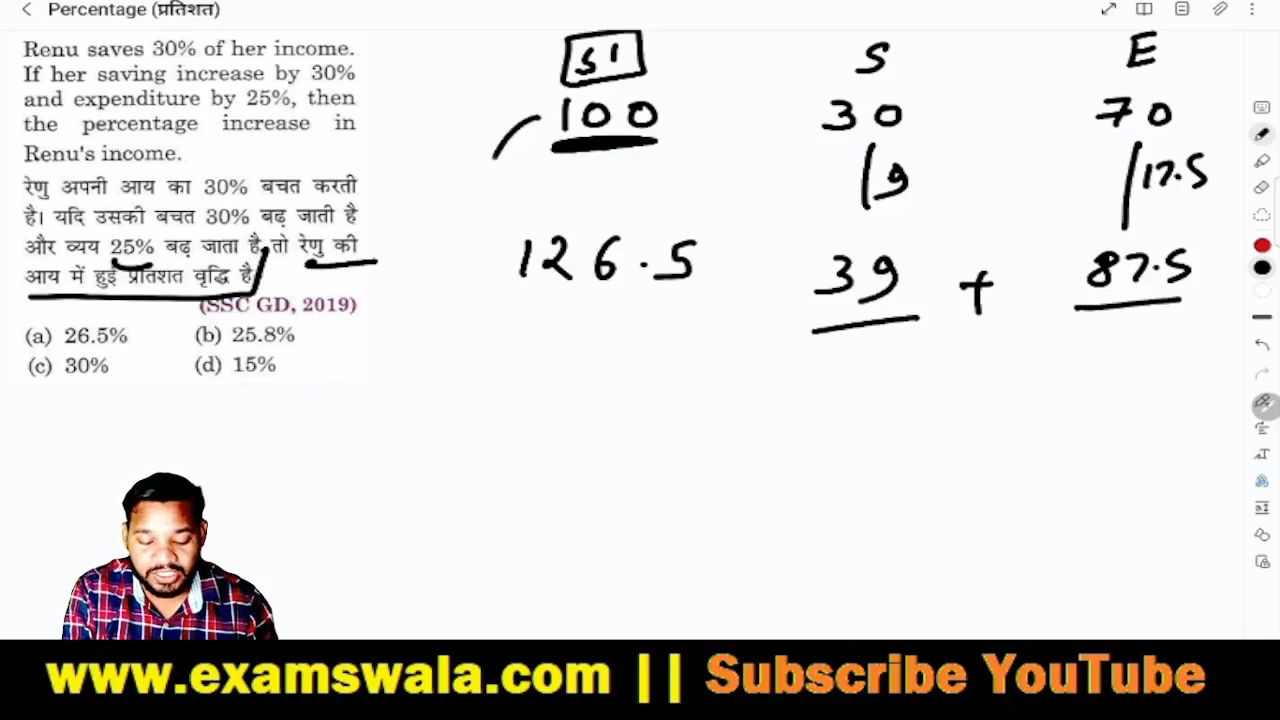 Percentage (प्रतिशत)
Renu saves 30% of her income.
If her saving increase by 30%
and expenditure by 25%, then
the percentage increase in
Renu's income.
रेणु अपनी आय का 30% बचत करती
है। यदि उसकी बचत 30% बढ़ जाती है
और व्यय 25% बढ़ जाता है, तो रेणु की
आय में हुई प्रतिशत वृद्धि है
(SSC GD, 2019)
(a) 26.5% (b) 25.8%
(c) 30% (d) 15%
S E
100 30 70
9 17.5
126.5 39 + 87.5
www.examswala.com || Subscribe YouTube